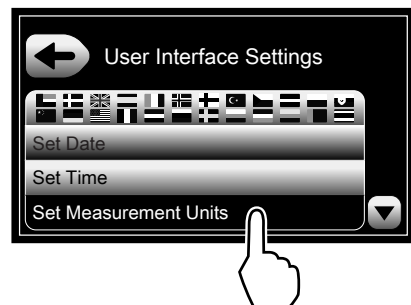 User Interface Settings
Set Date
Set Time
Set Measurement Units